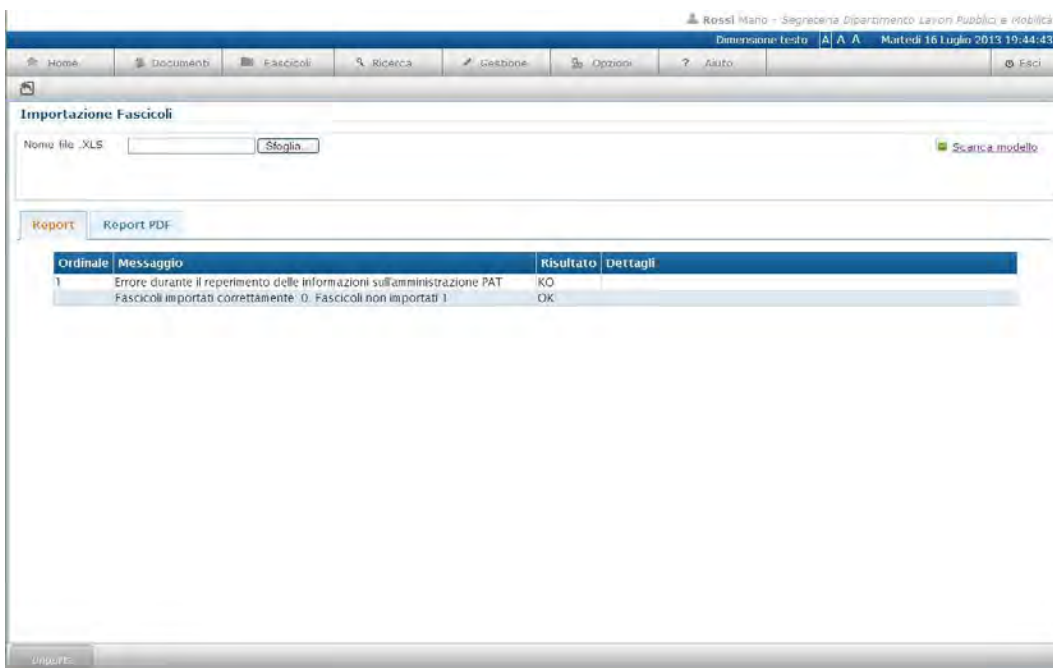 Rossi Mario - Segreteria Dipartimento Lavori Pubblici e Mobilità
Dimensione testo A A A Martedì 16 Luglio 2013 19:44:43
Home Documenti Fascicoli Ricerca Gestione Opzioni ? Aiuto Esci
Importazione Fascicoli
Nome file .XLS Sfoglia... Scarica modello
Report Report PDF
Ordinale Messaggio Risultato Dettagli
1 Errore durante il reperimento delle informazioni sull'amministrazione PAT KO
Fascicoli importati correttamente: 0. Fascicoli non importati 1 OK